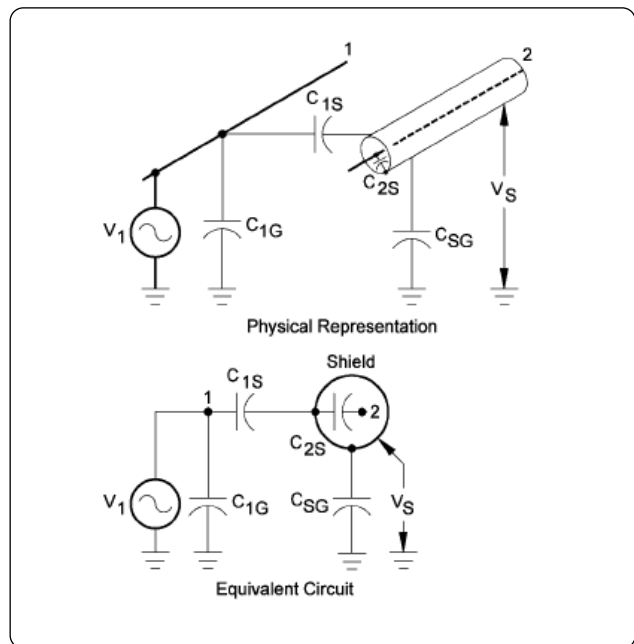 1
2
C1S
C2S
V1
C1G
CSG
VS
Physical Representation
Shield
C1S
1
2
C2S
V1
C1G
CSG
VS
Equivalent Circuit